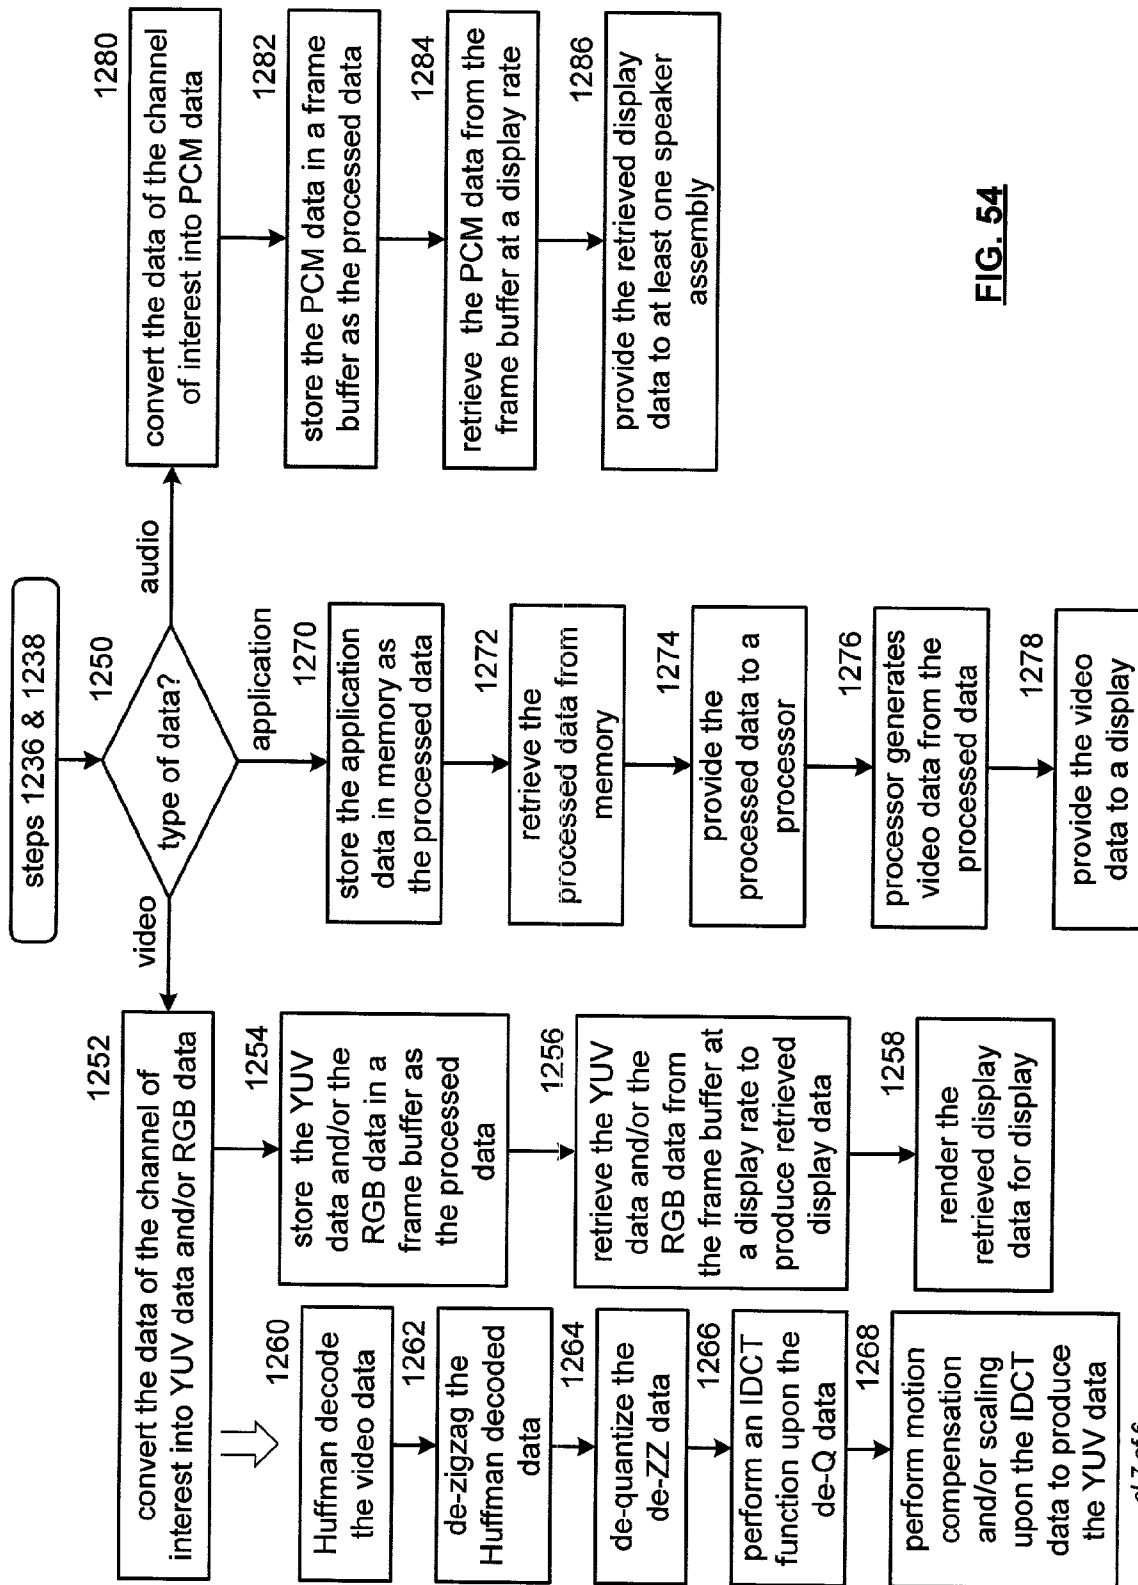 steps 1236 & 1238
1250
type of data?
video
application
audio
1252
convert the data of the channel of
interest into YUV data and/or RGB data
1254
store the YUV
data and/or the
RGB data in a
frame buffer as
the processed
data
1256
retrieve the YUV
data and/or the
RGB data from
the frame buffer at
a display rate to
produce retrieved
display data
1258
render the
retrieved display
data for display
1260
Huffman decode
the video data
1262
de-zigzag the
Huffman decoded
data
1264
de-quantize the
de-ZZ data
1266
perform an IDCT
function upon the
de-Q data
1268
perform motion
compensation
and/or scaling
upon the IDCT
data to produce
the YUV data
1270
store the application
data in memory as
the processed data
1272
retrieve the
processed data from
memory
1274
provide the
processed data to a
processor
1276
processor generates
video data from the
processed data
1278
provide the video
data to a display
1280
convert the data of the channel
of interest into PCM data
1282
store the PCM data in a frame
buffer as the processed data
1284
retrieve the PCM data from the
frame buffer at a display rate
1286
provide the retrieved display
data to at least one speaker
assembly
FIG. 54